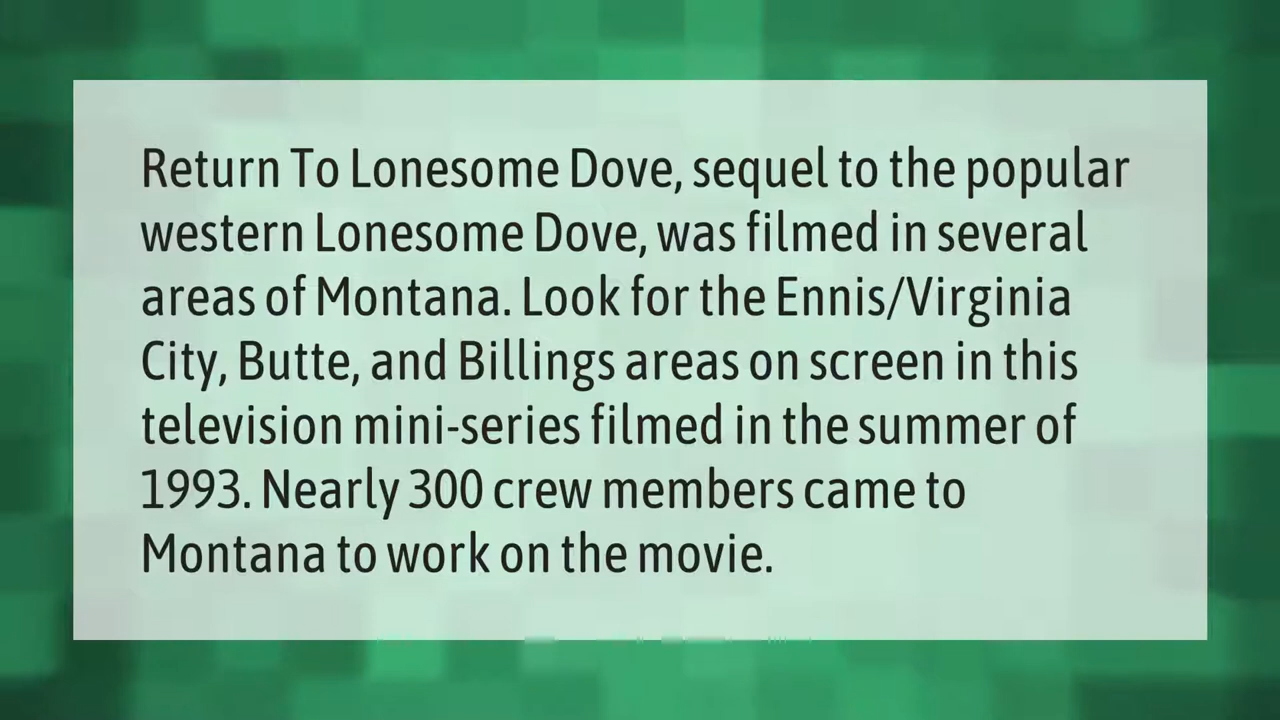 Return To Lonesome Dove, sequel to the popular
western Lonesome Dove, was filmed in several
areas of Montana. Look for the Ennis/Virginia
City, Butte, and Billings areas on screen in this
television mini-series filmed in the summer of
1993. Nearly 300 crew members came to
Montana to work on the movie.